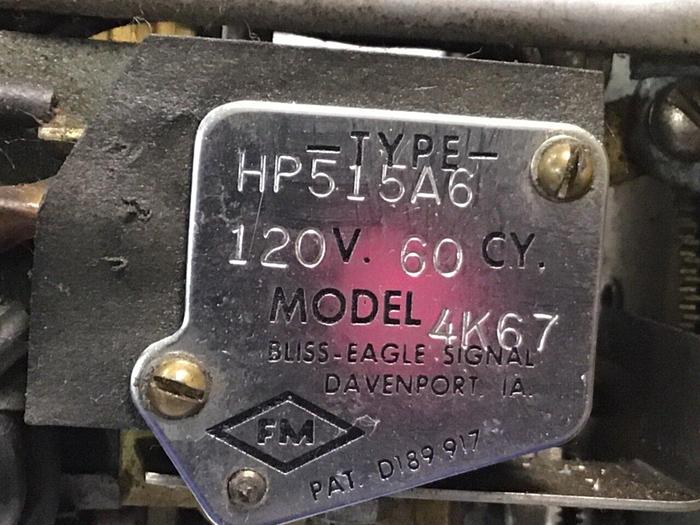 —TYPE—
HP515A6
120V. 60 CY.
MODEL 4K67
BLISS-EAGLE SIGNAL
DAVENPORT, IA.
FM
PAT. D189,917